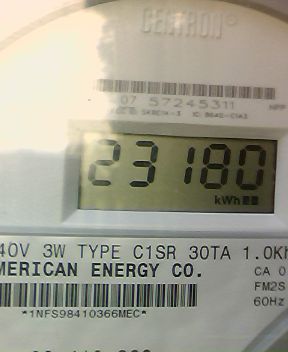 CENTRON®
07 57245311
23180
kWh
40V 3W TYPE C1SR 30TA 1.0Kh
MERICAN ENERGY CO.
CA 0
FM2S
60Hz
*1NFS98410366MEC*